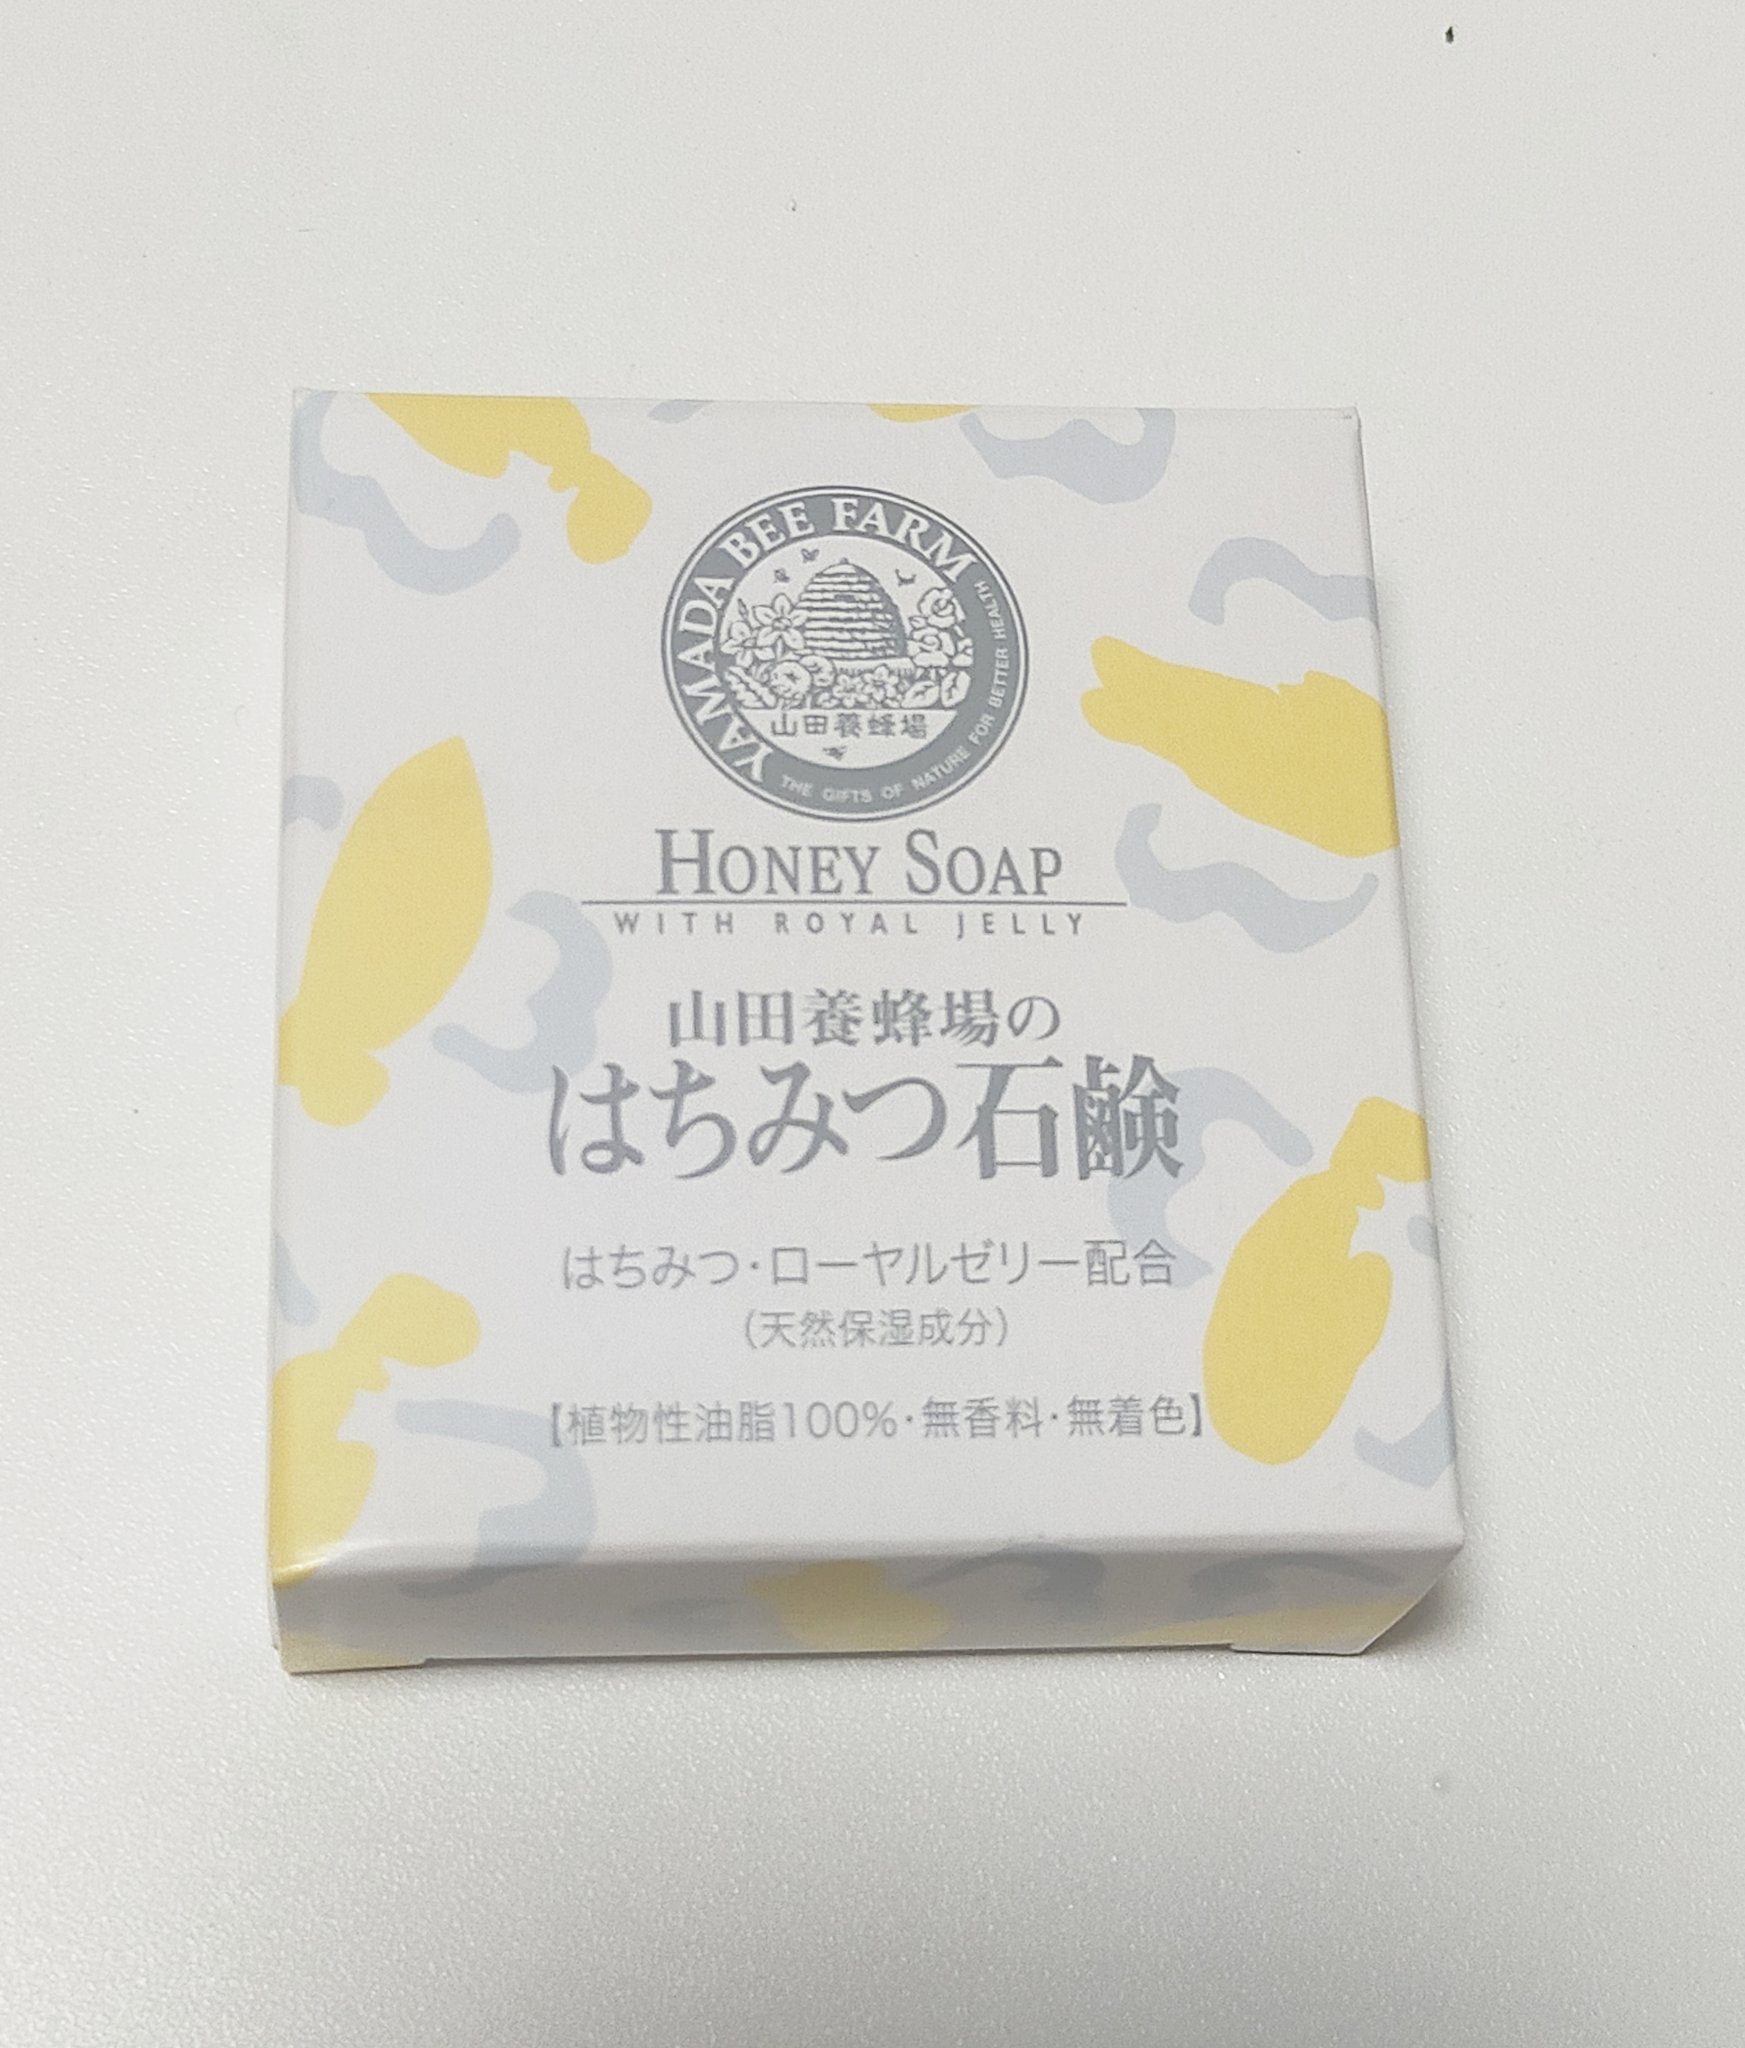 YAMADA BEE FARM
THE GIFTS OF NATURE FOR BETTER HEALTH
山田養蜂場
HONEY SOAP
WITH ROYAL JELLY
山田養蜂場の
はちみつ石鹸
はちみつ・ローヤルゼリー配合
(天然保湿成分)
【植物性油脂100%・無香料・無着色】